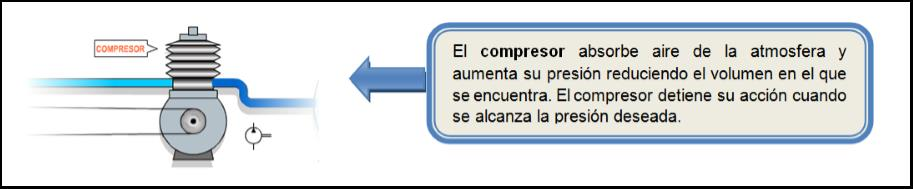 COMPRESOR
El compresor absorbe aire de la atmosfera y
aumenta su presión reduciendo el volumen en el que
se encuentra. El compresor detiene su acción cuando
se alcanza la presión deseada.